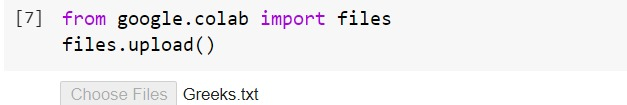 [7] from google.colab import files
files.upload()
Choose Files Greeks.txt